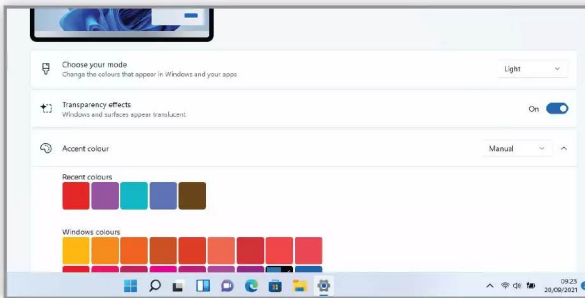 Choose your mode
Change the colours that appear in Windows and your apps
Light
Transparency effects
Windows and surfaces appear translucent
On
Accent colour
Manual
Recent colours
Windows colours
09:23
20/09/2021